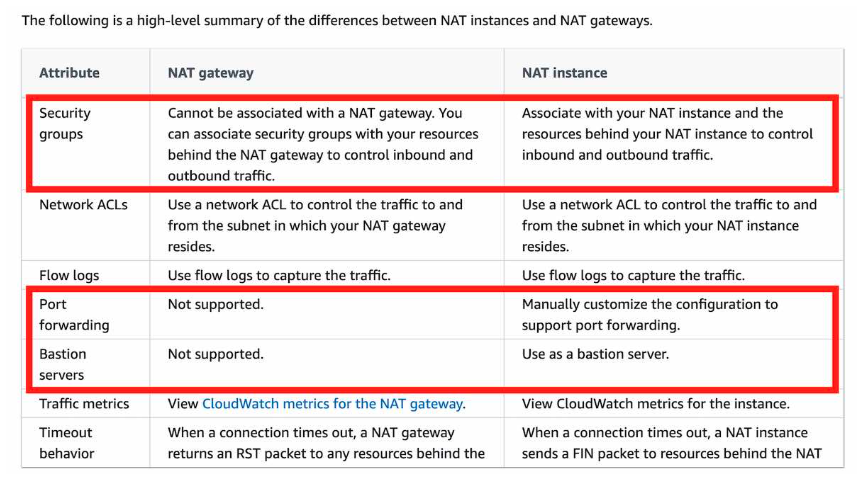 The following is a high-level summary of the differences between NAT instances and NAT gateways.
Attribute NAT gateway NAT instance
Security groups
Cannot be associated with a NAT gateway. You
can associate security groups with your resources
behind the NAT gateway to control inbound and
outbound traffic.
Associate with your NAT instance and the
resources behind your NAT instance to control
inbound and outbound traffic.
Network ACLs
Use a network ACL to control the traffic to and
from the subnet in which your NAT gateway
resides.
Use a network ACL to control the traffic to and
from the subnet in which your NAT instance
resides.
Flow logs
Use flow logs to capture the traffic.
Use flow logs to capture the traffic.
Port
forwarding
Not supported.
Manually customize the configuration to
support port forwarding.
Bastion
servers
Not supported.
Use as a bastion server.
Traffic metrics
View CloudWatch metrics for the NAT gateway.
View CloudWatch metrics for the instance.
Timeout
behavior
When a connection times out, a NAT gateway
returns an RST packet to any resources behind the
When a connection times out, a NAT instance
sends a FIN packet to resources behind the NAT